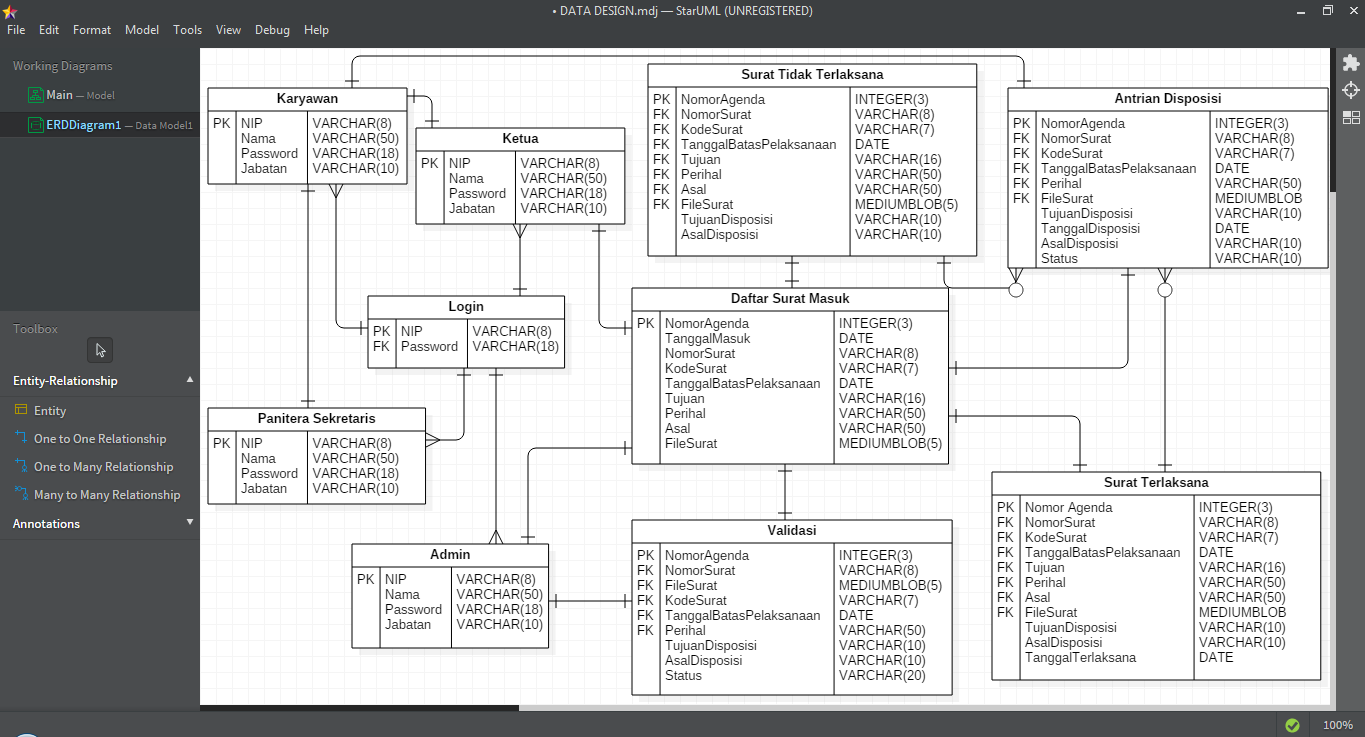 • DATA DESIGN.mdj — StarUML (UNREGISTERED)
File Edit Format Model Tools View Debug Help
Working Diagrams
Main — Model
ERDDiagram1 — Data Model1
Toolbox
Entity-Relationship
Entity
One to One Relationship
One to Many Relationship
Many to Many Relationship
Annotations
Karyawan
PK NIP VARCHAR(8)
Nama VARCHAR(50)
Password VARCHAR(18)
Jabatan VARCHAR(10)
Ketua
PK NIP VARCHAR(8)
Nama VARCHAR(50)
Password VARCHAR(18)
Jabatan VARCHAR(10)
Surat Tidak Terlaksana
PK NomorAgenda INTEGER(3)
FK NomorSurat VARCHAR(8)
FK KodeSurat VARCHAR(7)
FK TanggalBatasPelaksanaan DATE
FK Tujuan VARCHAR(16)
FK Perihal VARCHAR(50)
FK Asal VARCHAR(50)
FK FileSurat MEDIUMBLOB(5)
TujuanDisposisi VARCHAR(10)
AsalDisposisi VARCHAR(10)
Antrian Disposisi
PK NomorAgenda INTEGER(3)
FK NomorSurat VARCHAR(8)
FK KodeSurat VARCHAR(7)
FK TanggalBatasPelaksanaan DATE
FK Perihal VARCHAR(50)
FK FileSurat MEDIUMBLOB
TujuanDisposisi VARCHAR(10)
TanggalDisposisi DATE
AsalDisposisi VARCHAR(10)
Status VARCHAR(10)
Login
PK NIP VARCHAR(8)
FK Password VARCHAR(18)
Daftar Surat Masuk
PK NomorAgenda INTEGER(3)
TanggalMasuk DATE
NomorSurat VARCHAR(8)
KodeSurat VARCHAR(7)
TanggalBatasPelaksanaan DATE
Tujuan VARCHAR(16)
Perihal VARCHAR(50)
Asal VARCHAR(50)
FileSurat MEDIUMBLOB(5)
Panitera Sekretaris
PK NIP VARCHAR(8)
Nama VARCHAR(50)
Password VARCHAR(18)
Jabatan VARCHAR(10)
Surat Terlaksana
PK Nomor Agenda INTEGER(3)
FK NomorSurat VARCHAR(8)
FK KodeSurat VARCHAR(7)
FK TanggalBatasPelaksanaan DATE
FK Tujuan VARCHAR(16)
FK Perihal VARCHAR(50)
FK Asal VARCHAR(50)
FK FileSurat MEDIUMBLOB
TujuanDisposisi VARCHAR(10)
AsalDisposisi VARCHAR(10)
TanggalTerlaksana DATE
Admin
PK NIP VARCHAR(8)
Nama VARCHAR(50)
Password VARCHAR(18)
Jabatan VARCHAR(10)
Validasi
PK NomorAgenda INTEGER(3)
FK NomorSurat VARCHAR(8)
FK FileSurat MEDIUMBLOB(5)
FK KodeSurat VARCHAR(7)
FK TanggalBatasPelaksanaan DATE
FK Perihal VARCHAR(50)
TujuanDisposisi VARCHAR(10)
AsalDisposisi VARCHAR(10)
Status VARCHAR(20)
100%